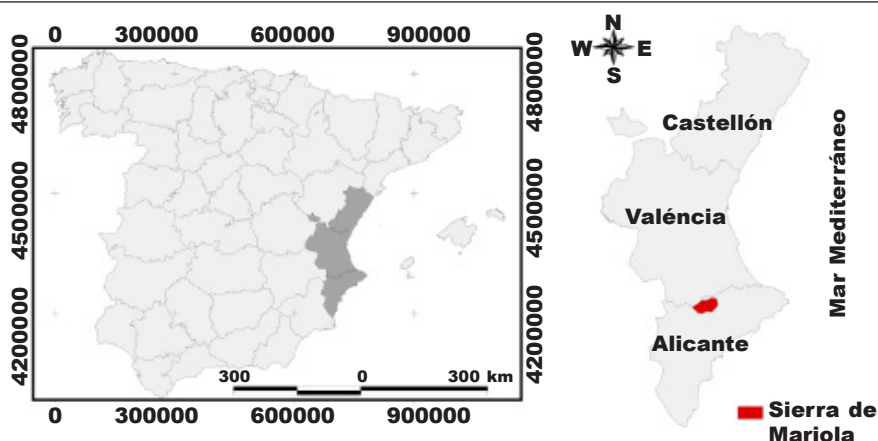 0 300000 600000 900000
4800000
4500000
4200000
4800000
4500000
4200000
300 0 300 km
0 300000 600000 900000
N
W E
S
Castellón
Valéncia
Alicante
Mar Mediterráneo
Sierra de
Mariola